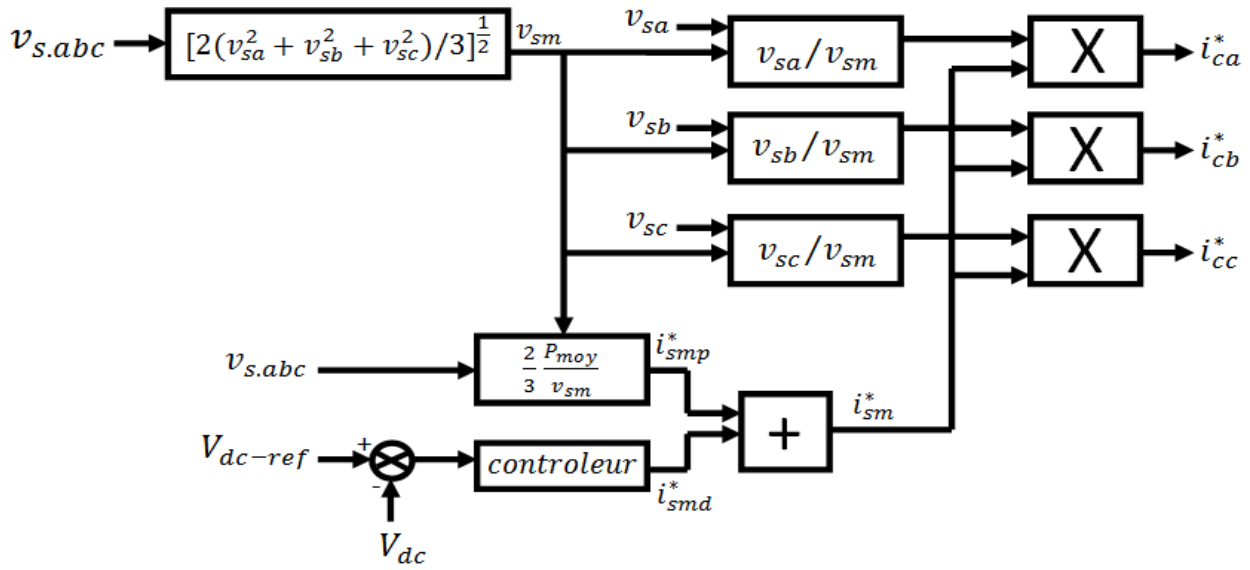 v_{s.abc}
[2(v_{sa}^2 + v_{sb}^2 + v_{sc}^2)/3]^{\frac{1}{2}}
v_{sm}
v_{sa}
v_{sa}/v_{sm}
X
i_{ca}^*
v_{sb}
v_{sb}/v_{sm}
X
i_{cb}^*
v_{sc}
v_{sc}/v_{sm}
X
i_{cc}^*
v_{s.abc}
\frac{2}{3} \frac{P_{moy}}{v_{sm}}
i_{smp}^*
+
i_{sm}^*
V_{dc-ref}
+
-
controleur
i_{smd}^*
V_{dc}